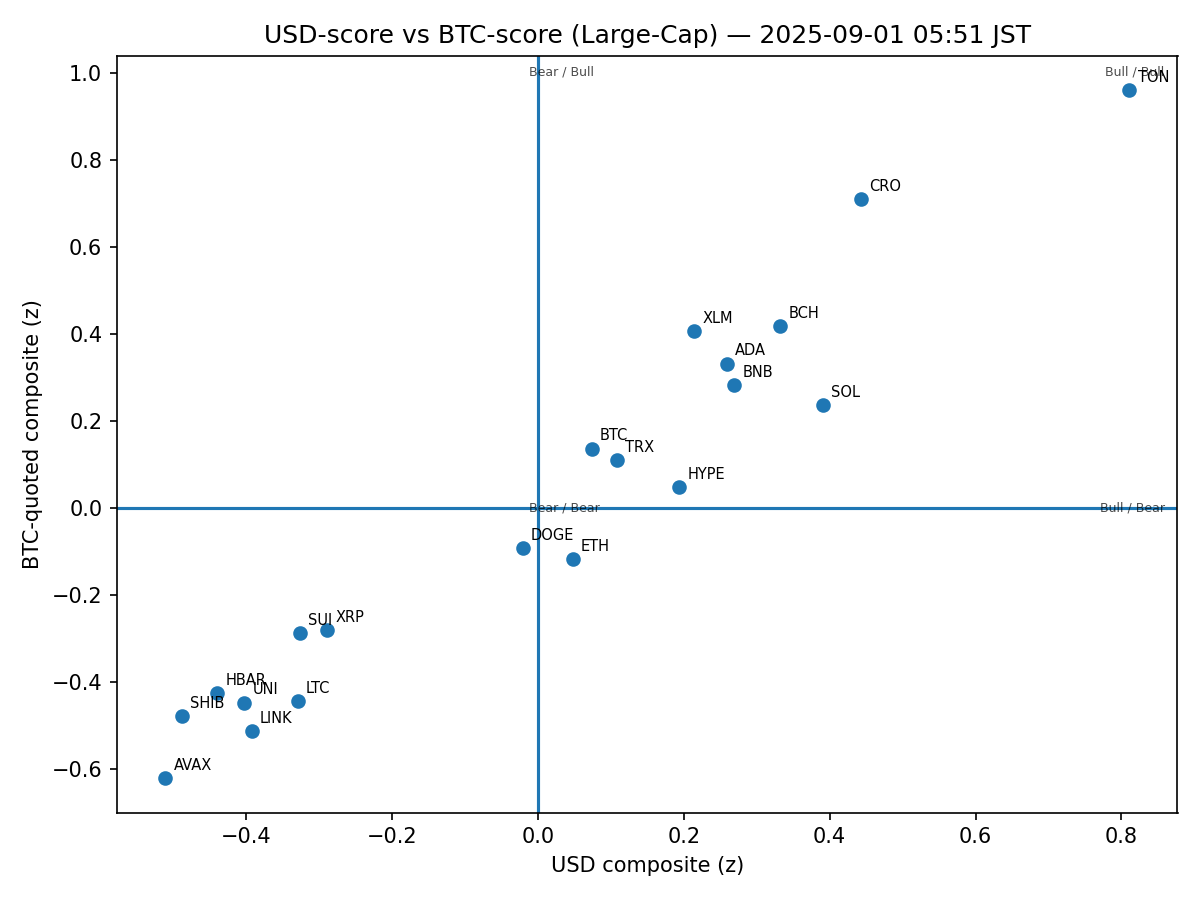 USD-score vs BTC-score (Large-Cap) — 2025-09-01 05:51 JST
Bear / Bull
Bull / Bull
TON
CRO
XLM
BCH
ADA
BNB
SOL
BTC
TRX
HYPE
Bear / Bear
Bull / Bear
DOGE
ETH
SUI
XRP
HBAR
UNI
LTC
SHIB
LINK
AVAX
1.0
0.8
0.6
0.4
0.2
0.0
−0.2
−0.4
−0.6
BTC-quoted composite (z)
−0.4
−0.2
0.0
0.2
0.4
0.6
0.8
USD composite (z)